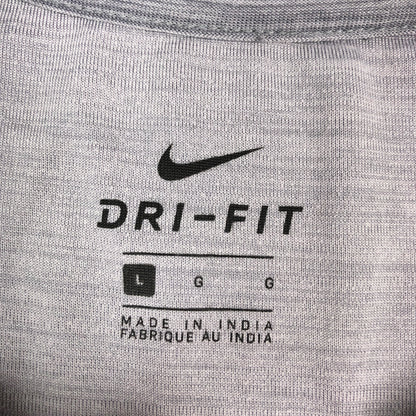 DRI-FIT
L G G
MADE IN INDIA
FABRIQUE AU INDIA